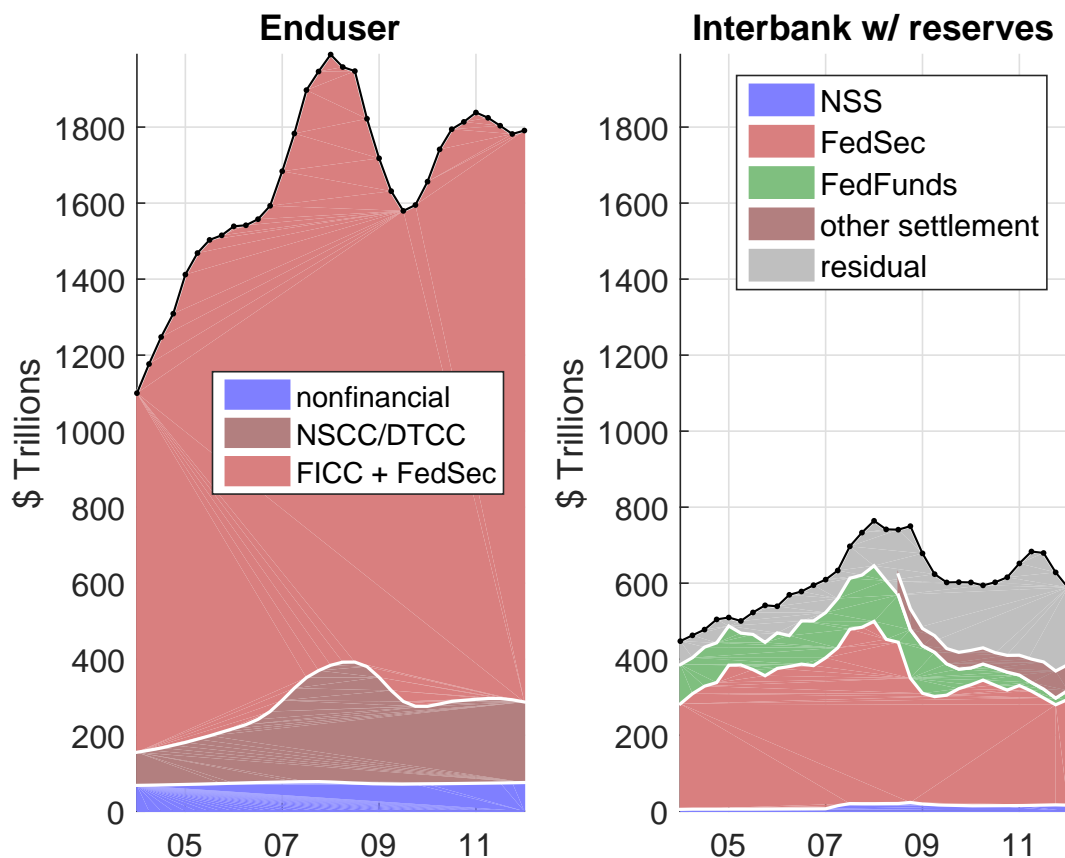 Enduser
$ Trillions
1800
1600
1400
1200
1000
800
600
400
200
0
05
07
09
11
nonfinancial
NSCC/DTCC
FICC + FedSec
Interbank w/ reserves
$ Trillions
1800
1600
1400
1200
1000
800
600
400
200
0
05
07
09
11
NSS
FedSec
FedFunds
other settlement
residual